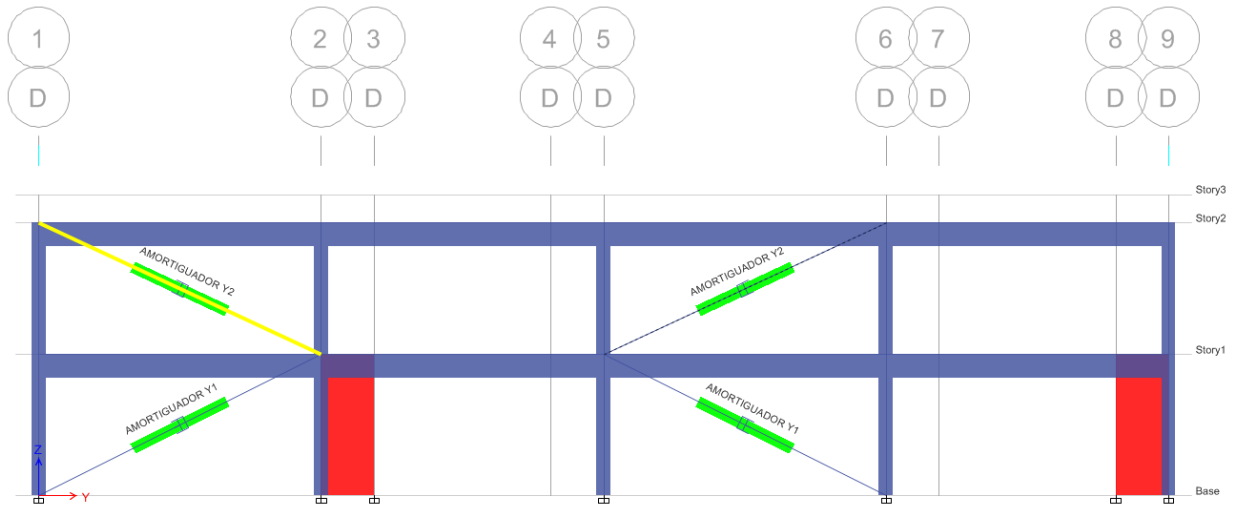 1 2 3 4 5 6 7 8 9
D D D D D D D D D
Story3
Story2
AMORTIGUADOR Y2
AMORTIGUADOR Y2
Story1
AMORTIGUADOR Y1
AMORTIGUADOR Y1
Z
Y
Base